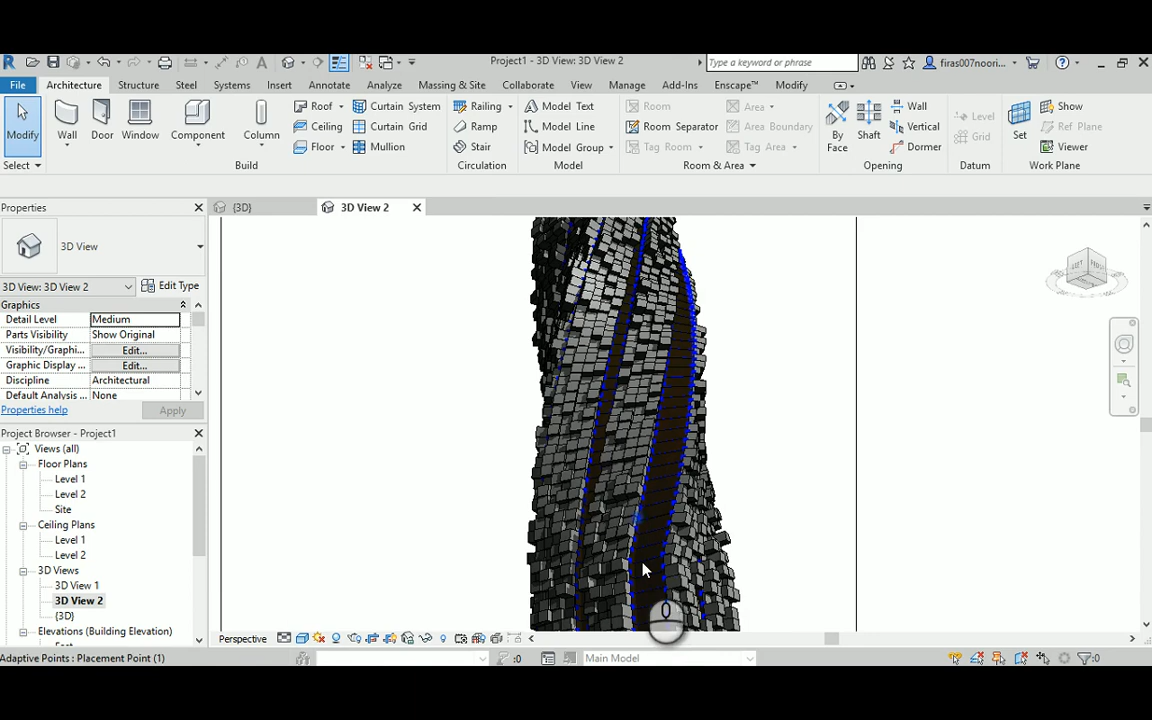 Project1 - 3D View: 3D View 2
Type a keyword or phrase
firas007noori...
File Architecture Structure Steel Systems Insert Annotate Analyze Massing & Site Collaborate View Manage Add-Ins Enscape™ Modify
Modify
Wall
Door
Window
Component
Column
Roof
Ceiling
Floor
Curtain System
Curtain Grid
Mullion
Railing
Ramp
Stair
Model Text
Model Line
Model Group
Room
Room Separator
Tag Room
Area
Area Boundary
Tag Area
By
Face
Shaft
Wall
Vertical
Dormer
Level
Grid
Set
Show
Ref Plane
Viewer
Select Build Circulation Model Room & Area Opening Datum Work Plane
Properties
{3D}
3D View 2
3D View
3D View: 3D View 2
Edit Type
Graphics
Detail Level Medium
Parts Visibility Show Original
Visibility/Graphi... Edit...
Graphic Display ... Edit...
Discipline Architectural
Default Analysis ... None
Properties help
Apply
Project Browser - Project1
Views (all)
Floor Plans
Level 1
Level 2
Site
Ceiling Plans
Level 1
Level 2
3D Views
3D View 1
3D View 2
{3D}
Elevations (Building Elevation)
Perspective
Adaptive Points : Placement Point (1)
:0
Main Model
:0